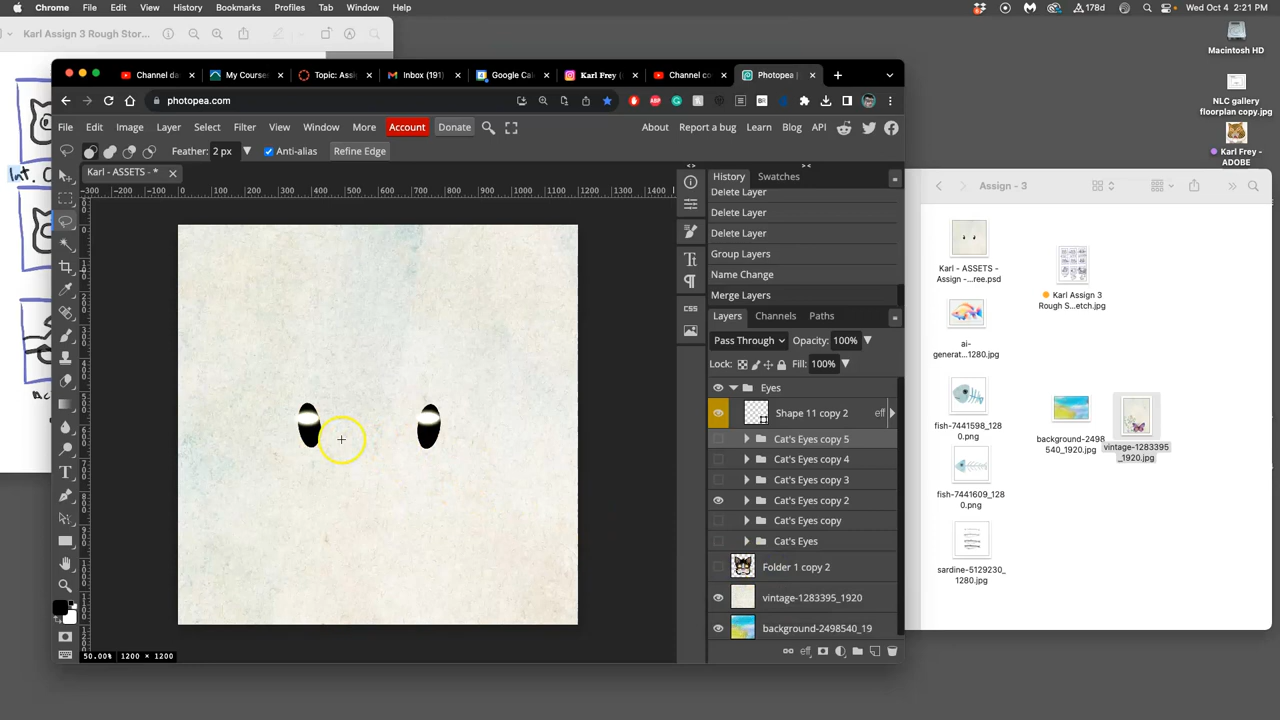 Chrome File Edit View History Bookmarks Profiles Tab Window Help 178d Wed Oct 4 2:21 PM
Karl Assign 3 Rough Stor...
Channel da
My Course
Topic: Assi
Inbox (191)
Google Cal
Karl Frey (
Channel co
Photopea |
photopea.com
File Edit Image Layer Select Filter View Window More Account Donate
About Report a bug Learn Blog API
Feather: 2 px Anti-alias Refine Edge
Karl - ASSETS - *
History Swatches
Delete Layer
Delete Layer
Delete Layer
Group Layers
Name Change
Merge Layers
Layers Channels Paths
Pass Through Opacity: 100%
Lock: Fill: 100%
Eyes
Shape 11 copy 2 eff
Cat's Eyes copy 5
Cat's Eyes copy 4
Cat's Eyes copy 3
Cat's Eyes copy 2
Cat's Eyes copy
Cat's Eyes
Folder 1 copy 2
vintage-1283395_1920
background-2498540_19
CSS
eff
50.00% 1200 × 1200
Int.
Macintosh HD
NLC gallery
floorplan copy.jpg
Karl Frey -
ADOBE
Assign - 3
Karl - ASSETS -
Assign -...ree.psd
Karl Assign 3
Rough S...etch.jpg
ai-
generat...1280.jpg
fish-7441598_128
0.png
background-2498
540_1920.jpg
vintage-1283395
_1920.jpg
fish-7441609_128
0.png
sardine-5129230_
1280.jpg